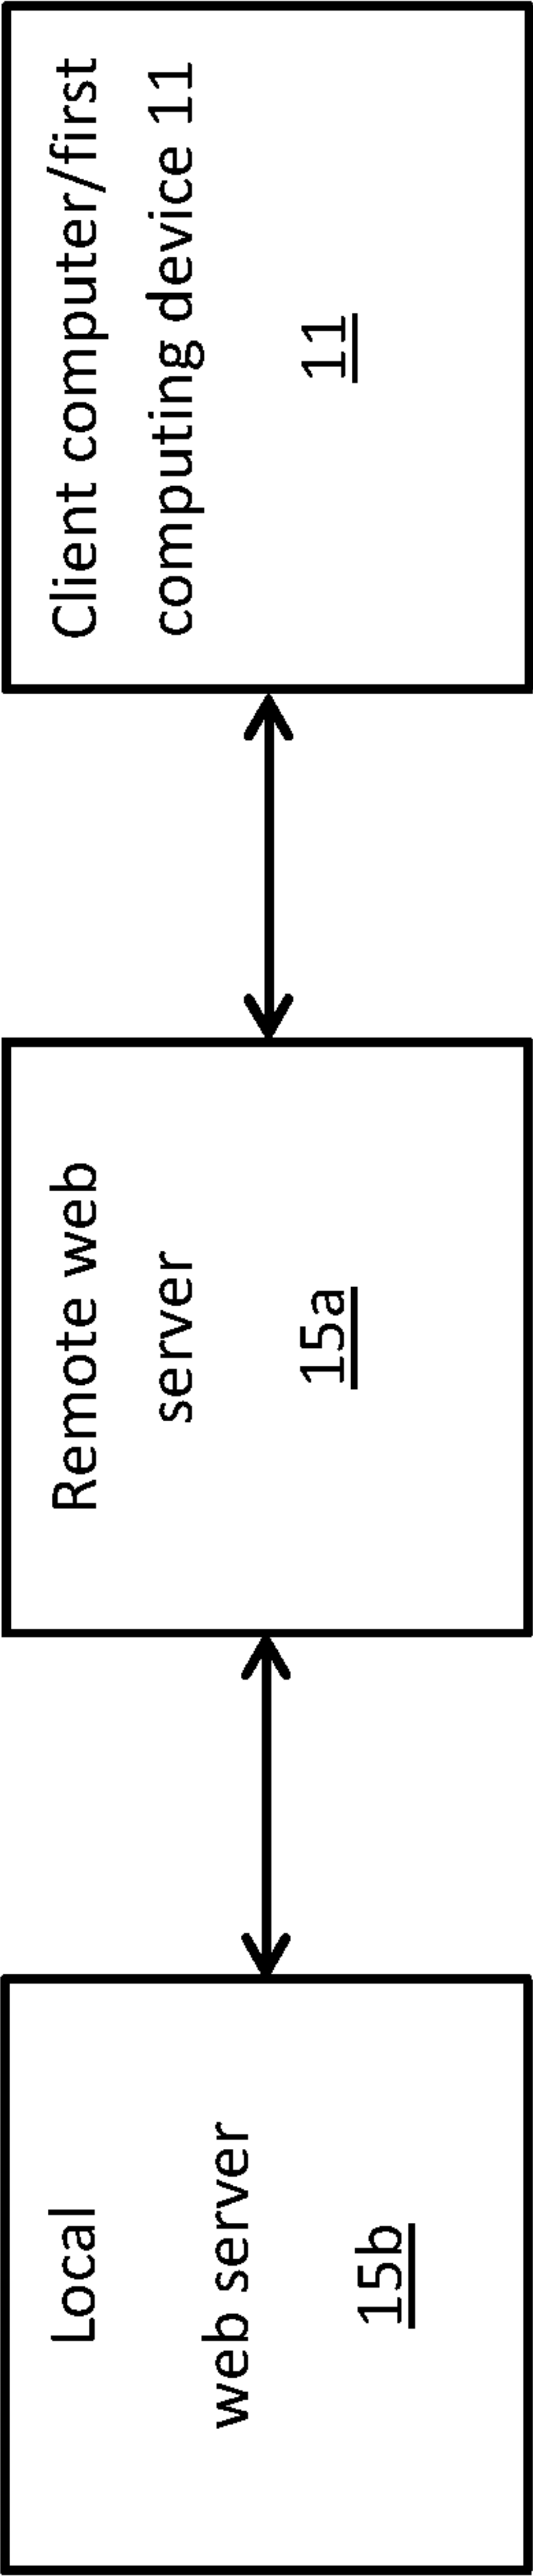 Local
web server
15b
Remote web
server
15a
Client computer/first
computing device 11
11